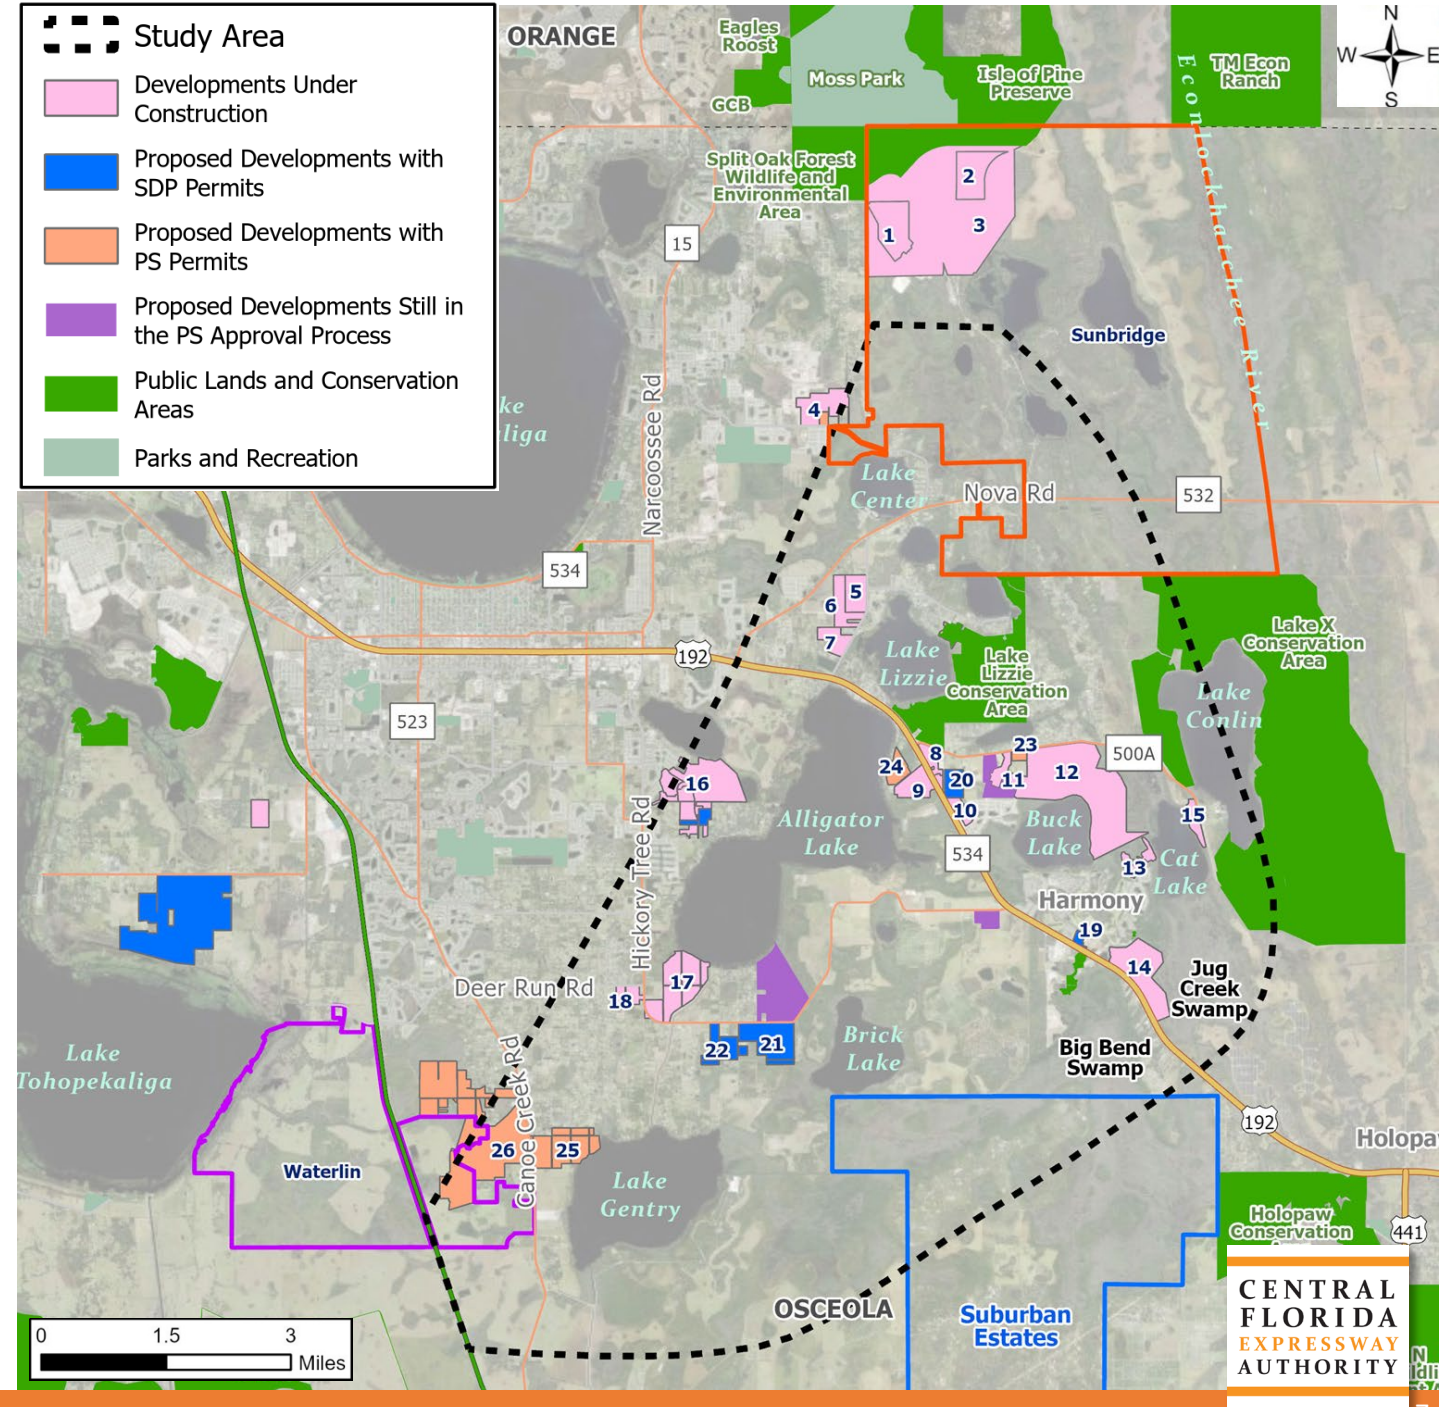 Study Area
Developments Under
Construction
Proposed Developments with
SDP Permits
Proposed Developments with
PS Permits
Proposed Developments Still in
the PS Approval Process
Public Lands and Conservation
Areas
Parks and Recreation
ORANGE
Eagles
Roost
GCB
Moss Park
Isle of Pine
Preserve
TM Econ
Ranch
N
W
E
S
Econlockhatchee River
Split Oak Forest
Wildlife and
Environmental
Area
15
1
2
3
Sunbridge
ke
liga
Narcoossee Rd
4
Lake
Center
Nova Rd
532
534
5
6
7
192
Lake
Lizzie
Lake
Lizzie
Conservation
Area
Lake X
Conservation
Area
Lake
Conlin
523
500A
8
9
10
11
12
13
15
16
20
23
24
Alligator
Lake
Buck
Lake
Cat
Lake
534
Hickory Tree Rd
Harmony
19
14
Jug
Creek
Swamp
Big Bend
Swamp
Deer Run Rd
17
18
22
21
Brick
Lake
Lake
Tohopekaliga
Canoe Creek Rd
Waterlin
26
25
Lake
Gentry
192
Holopa
441
Holopaw
Conservation
OSCEOLA
Suburban
Estates
0
1.5
3
Miles
CENTRAL
FLORIDA
EXPRESSWAY
AUTHORITY